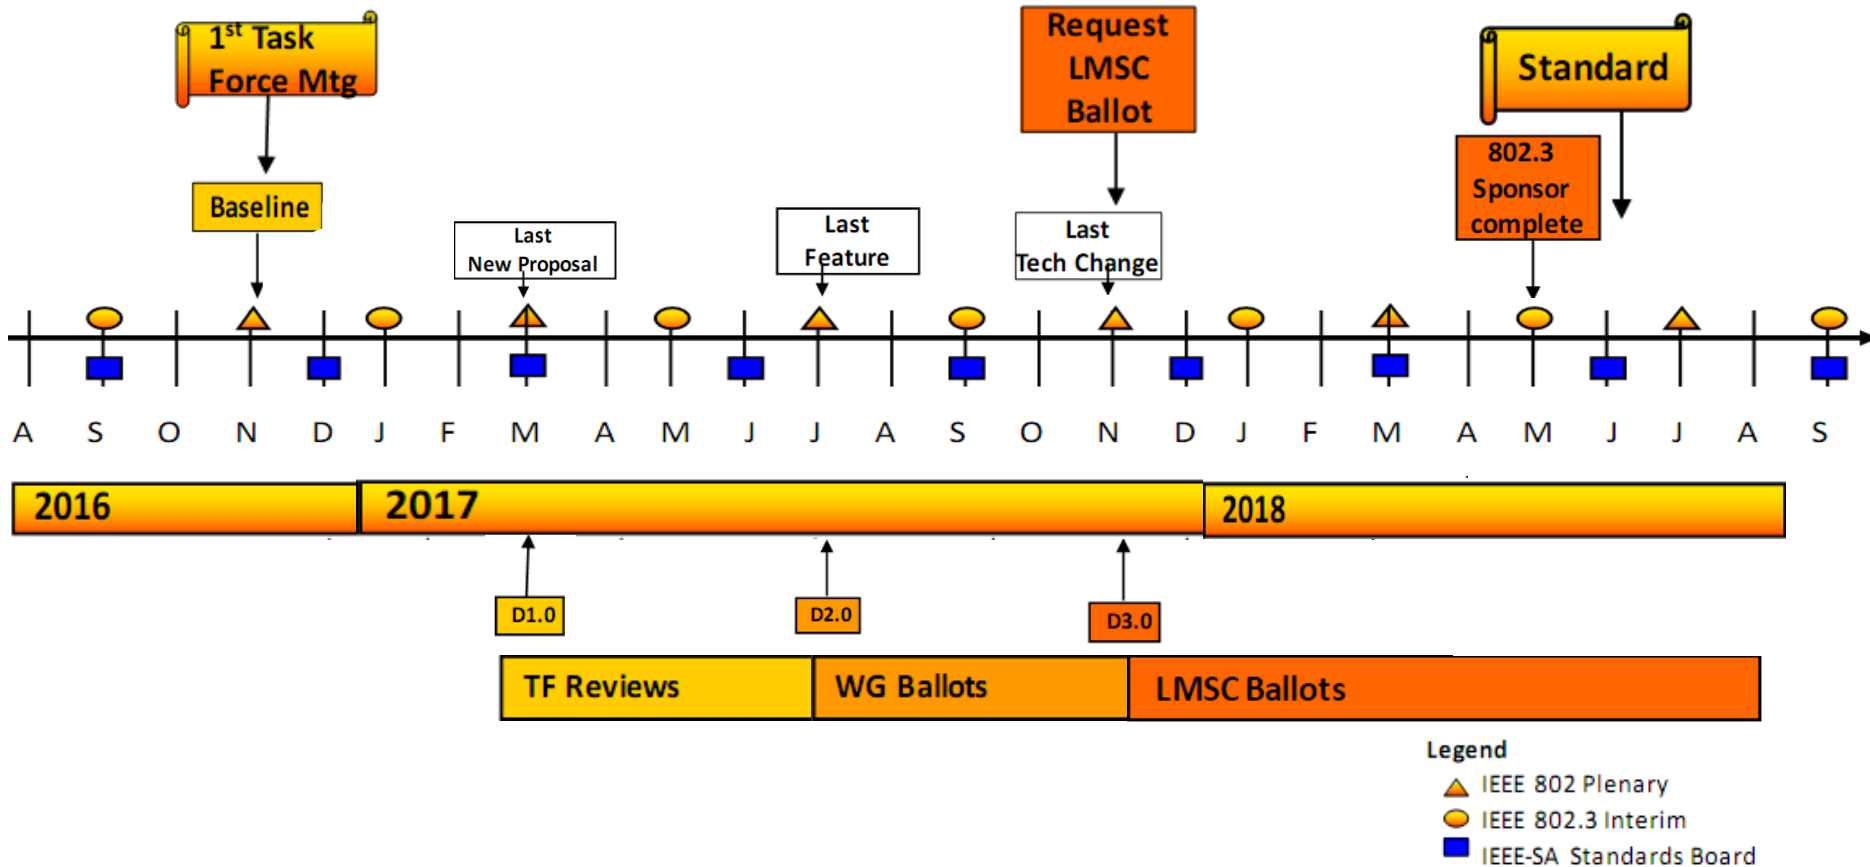 1st Task
Force Mtg
Request
LMSC
Ballot
Standard
802.3
Sponsor
complete
Baseline
Last
New Proposal
Last
Feature
Last
Tech Change
A S O N D J F M A M J J A S O N D J F M A M J J A S
2016 2017 2018
D1.0 D2.0 D3.0
TF Reviews WG Ballots LMSC Ballots
Legend
IEEE 802 Plenary
IEEE 802.3 Interim
IEEE-SA Standards Board